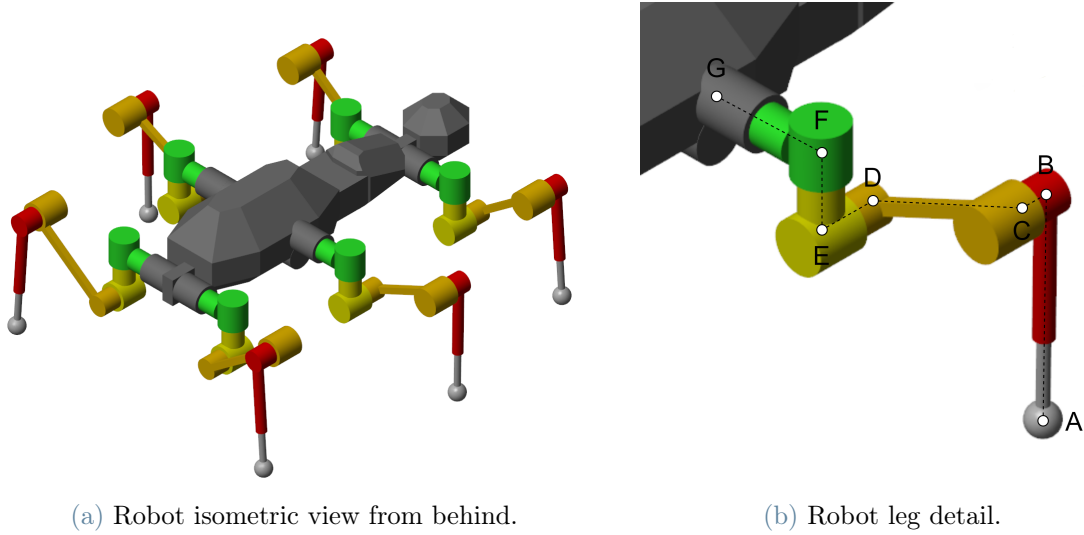 G
F
D
B
C
E
A
(a) Robot isometric view from behind.
(b) Robot leg detail.